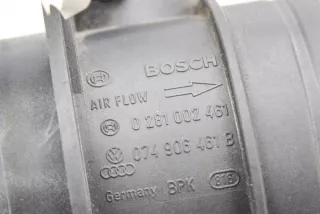 BOSCH
AIR FLOW
0 281 002 461
074 906 461 B
Germany BPK